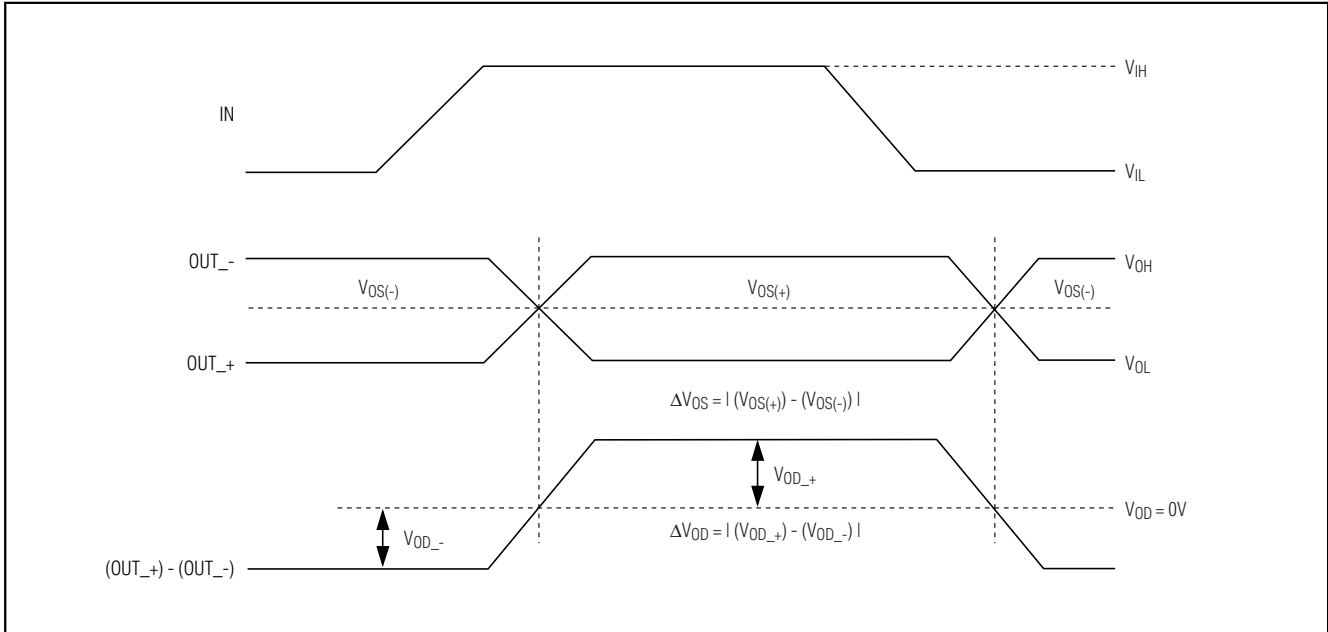 V_IH
IN
V_IL
OUT_- V_OH
V_OS(-) V_OS(+) V_OS(-)
OUT_+ V_OL
ΔV_OS = | (V_OS(+)) - (V_OS(-)) |
V_OD_+
V_OD = 0V
V_OD_- ΔV_OD = | (V_OD_+) - (V_OD_-) |
(OUT_+) - (OUT_-)